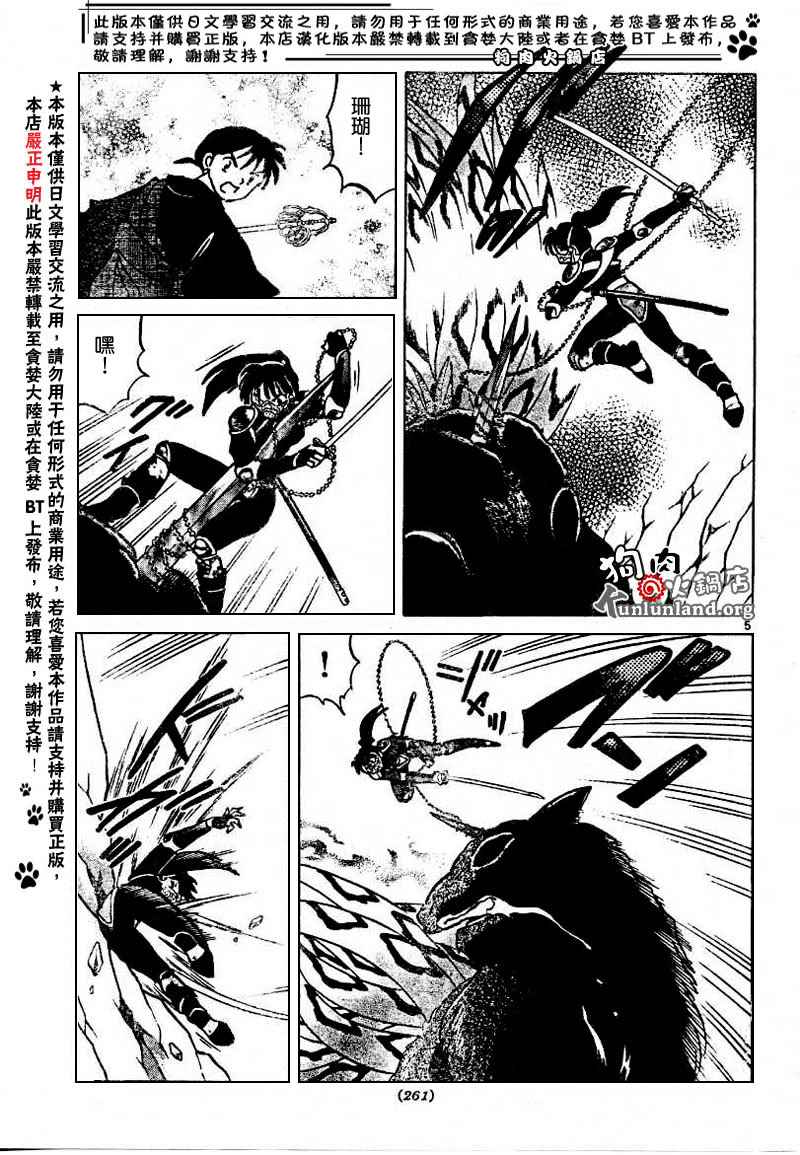 此版本僅供日文學習交流之用，請勿用于任何形式的商業用途，若您喜愛本作品
請支持并購買正版，本店漢化版本嚴禁轉載到貪婪大陸或者在貪婪 BT 上發布，
敬請理解，謝謝支持！
狗肉火鍋店
★本版本僅供日文學習交流之用，請勿用于任何形式的商業用途，若您喜愛本作品請支持并購買正版，
本店嚴正申明此版本嚴禁轉載至貪婪大陸或在貪婪 BT 上發布，敬請理解，謝謝支持！
珊瑚！
嘿！
狗肉火鍋店
Kunlunland.org
5
！
(261)